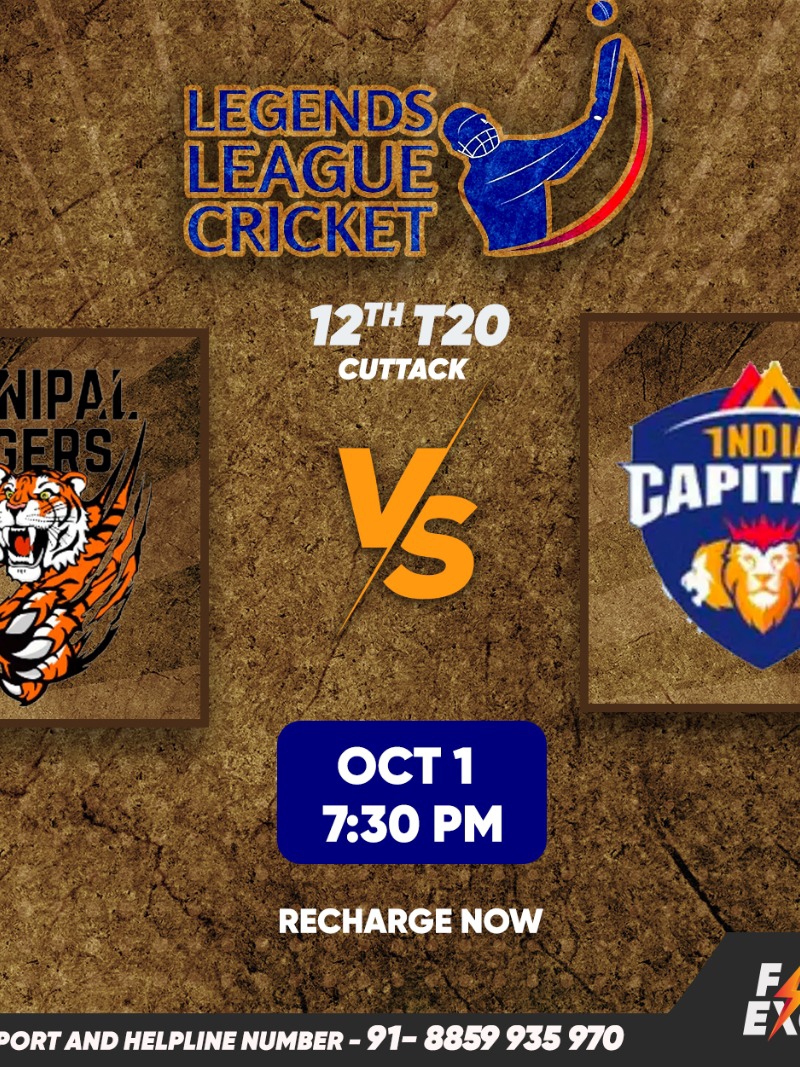 LEGENDS
LEAGUE
CRICKET
12TH T20
CUTTACK
NIPAL
GERS
VS
INDIA
CAPITA
OCT 1
7:30 PM
RECHARGE NOW
PORT AND HELPLINE NUMBER - 91- 8859 935 970
F
EX